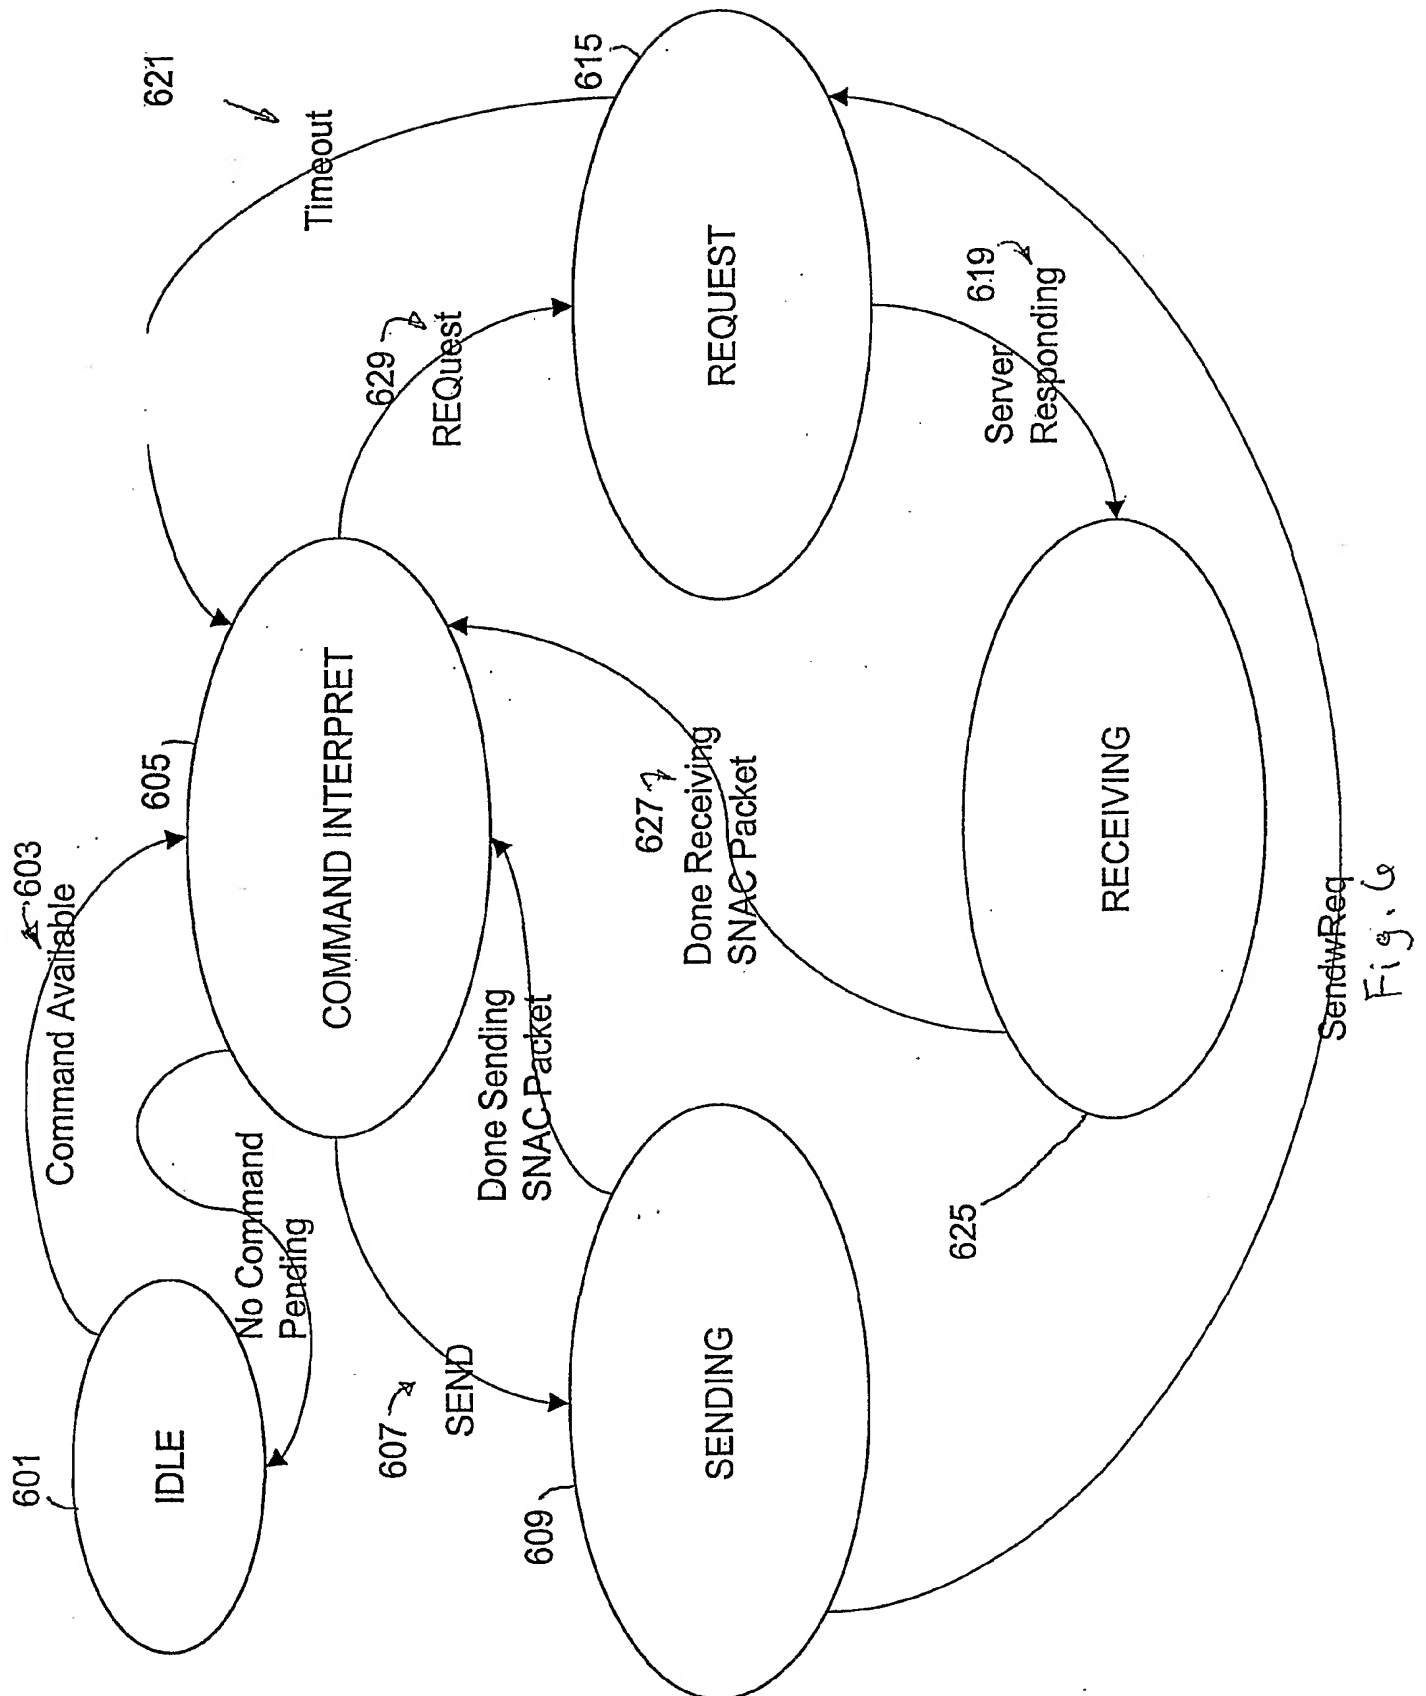 601
IDLE
603
Command Available
No Command
Pending
605
COMMAND INTERPRET
621
Timeout
607
SEND
629
REQuest
609
SENDING
Done Sending
SNAC Packet
627
Done Receiving
SNAC Packet
615
REQUEST
619
Server
Responding
625
RECEIVING
SendwReq
Fig. 6